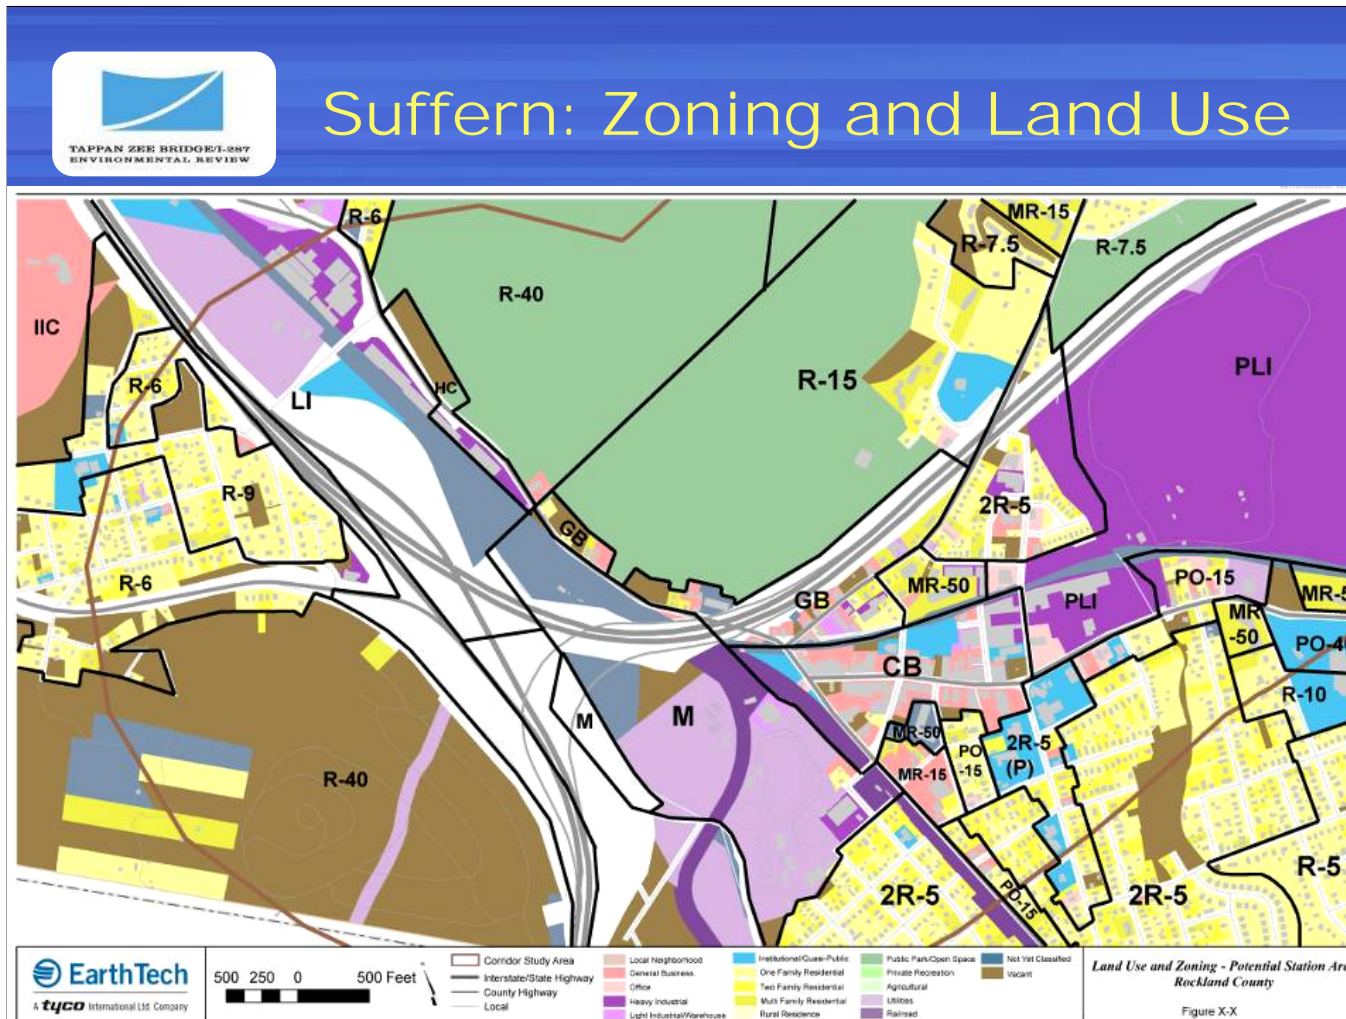 TAPPAN ZEE BRIDGE/I-287
ENVIRONMENTAL REVIEW
Suffern: Zoning and Land Use
R-6
MR-15
R-7.5
R-7.5
R-40
IIC
R-15
PLI
R-6
HC
LI
R-9
2R-5
GB
R-6
MR-50
PO-15
GB
PLI
MR-5
MR
-50
PO-40
CB
R-10
M
M
MR-50
PO
-15
2R-5
(P)
R-40
MR-15
R-5
2R-5
PO-15
2R-5
EarthTech
A tyco International Ltd. Company
500 250 0 500 Feet
Corridor Study Area
Interstate/State Highway
County Highway
Local
Local Neighborhood
General Business
Office
Heavy Industrial
Light Industrial/Warehouse
Institutional/Quasi-Public
One Family Residential
Two Family Residential
Multi Family Residential
Rural Residence
Public Park/Open Space
Private Recreation
Agricultural
Utilities
Railroad
Not Yet Classified
Vacant
Land Use and Zoning - Potential Station Are
Rockland County
Figure X-X